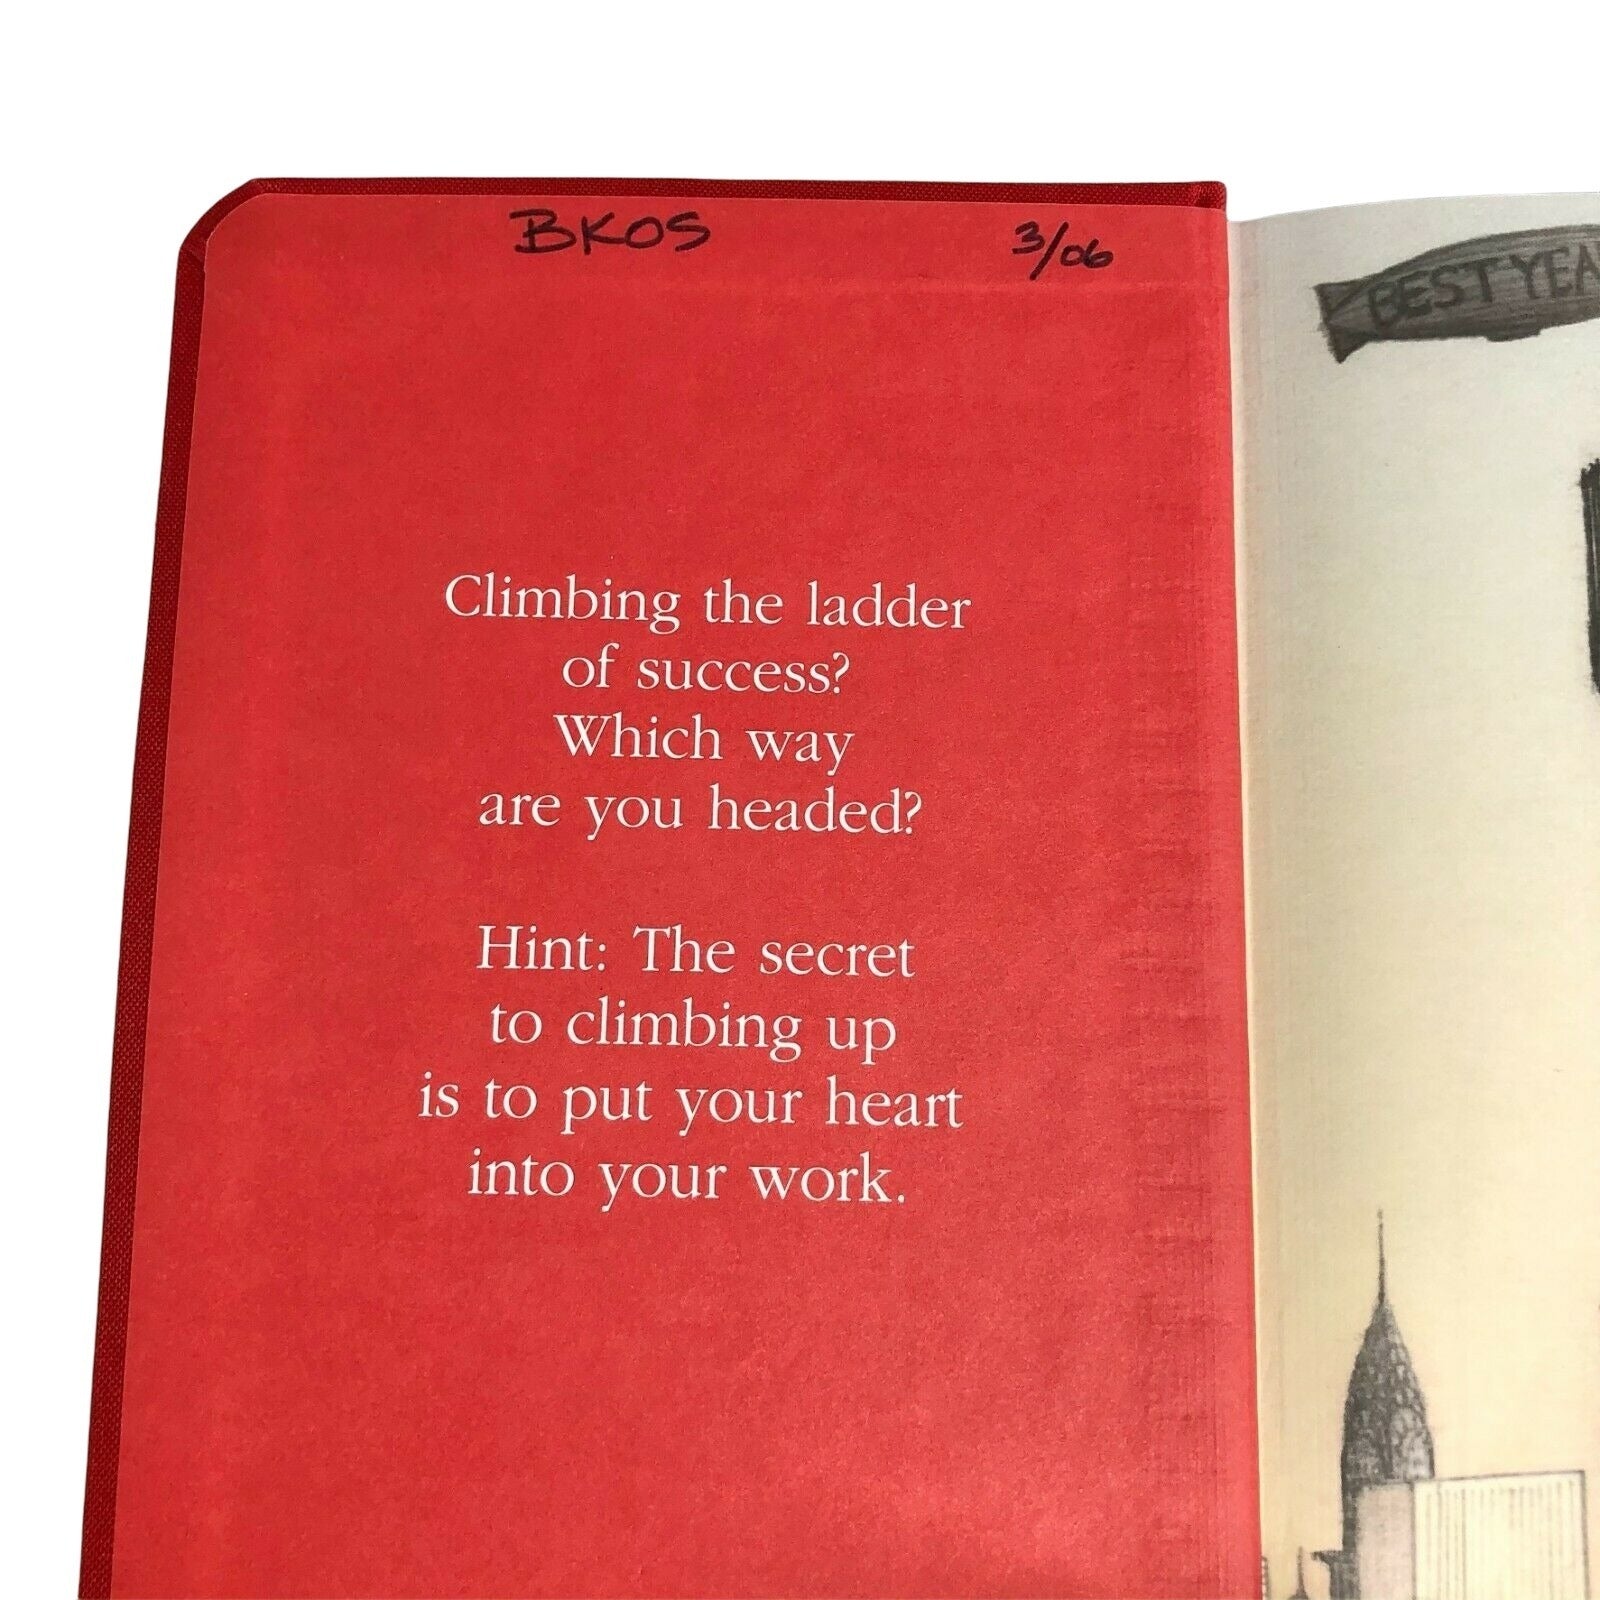 BKOS 3/06
BEST YEA
Climbing the ladder
of success?
Which way
are you headed?
Hint: The secret
to climbing up
is to put your heart
into your work.